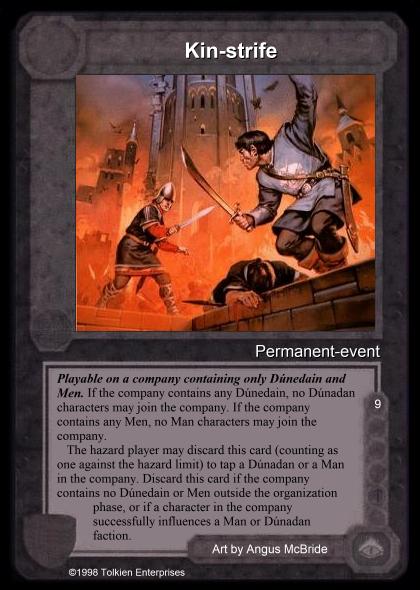 Kin-strife
Permanent-event
Playable on a company containing only Dúnedain and
Men. If the company contains any Dúnedain, no Dúnadan
characters may join the company. If the company
contains any Men, no Man characters may join the
company.
The hazard player may discard this card (counting as
one against the hazard limit) to tap a Dúnadan or a Man
in the company. Discard this card if the company
contains no Dúnedain or Men outside the organization
phase, or if a character in the company
successfully influences a Man or Dúnadan
faction.
9
Art by Angus McBride
©1998 Tolkien Enterprises